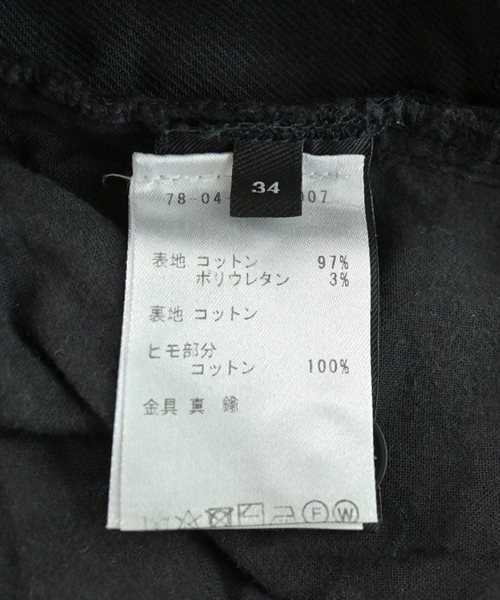 34
78-04- 007
表地 コットン 97%
ポリウレタン 3%
裏地 コットン
ヒモ部分
コットン 100%
金具 真 鍮
F W